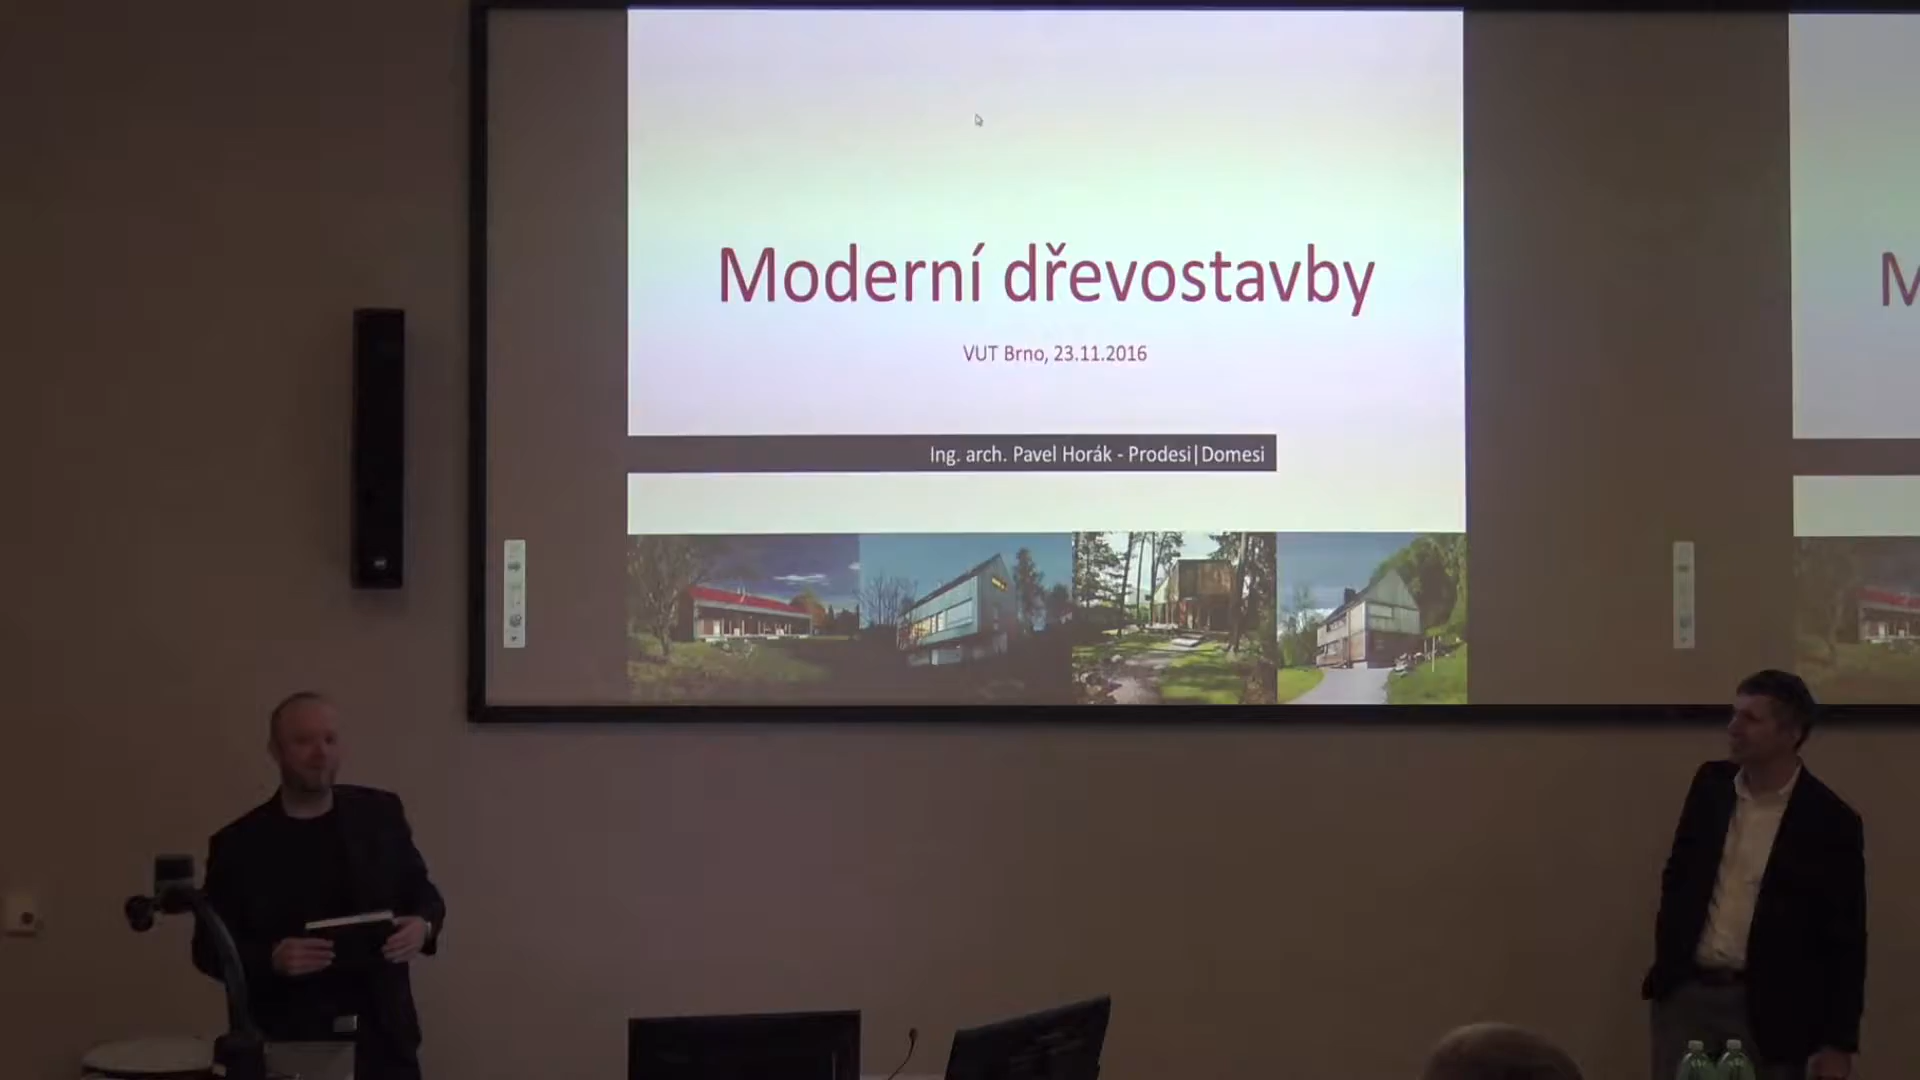 Moderní dřevostavby
VUT Brno, 23.11.2016
Ing. arch. Pavel Horák - Prodesi|Domesi
M